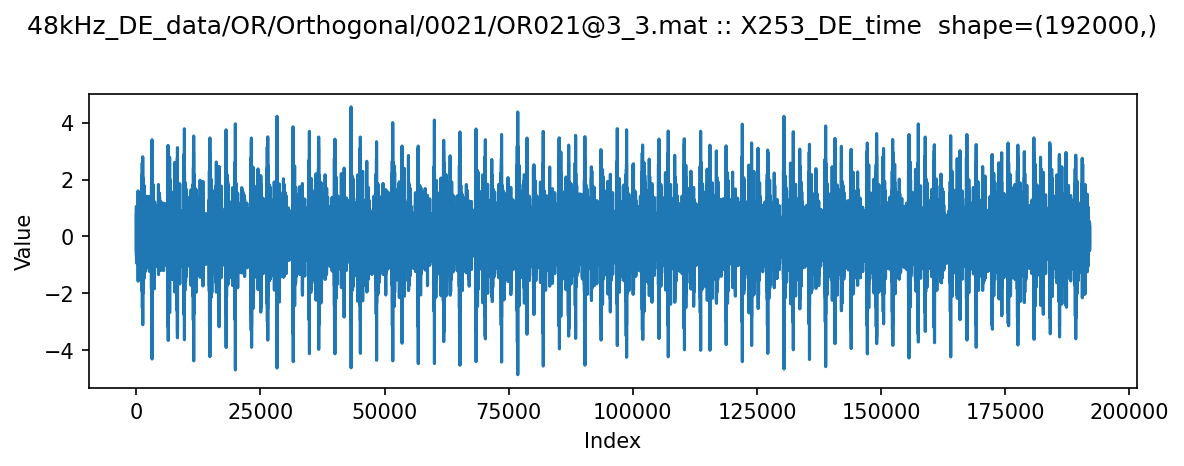 48kHz_DE_data/OR/Orthogonal/0021/OR021@3_3.mat :: X253_DE_time  shape=(192000,)
4
2
0
−2
−4
Value
0 25000 50000 75000 100000 125000 150000 175000 200000
Index